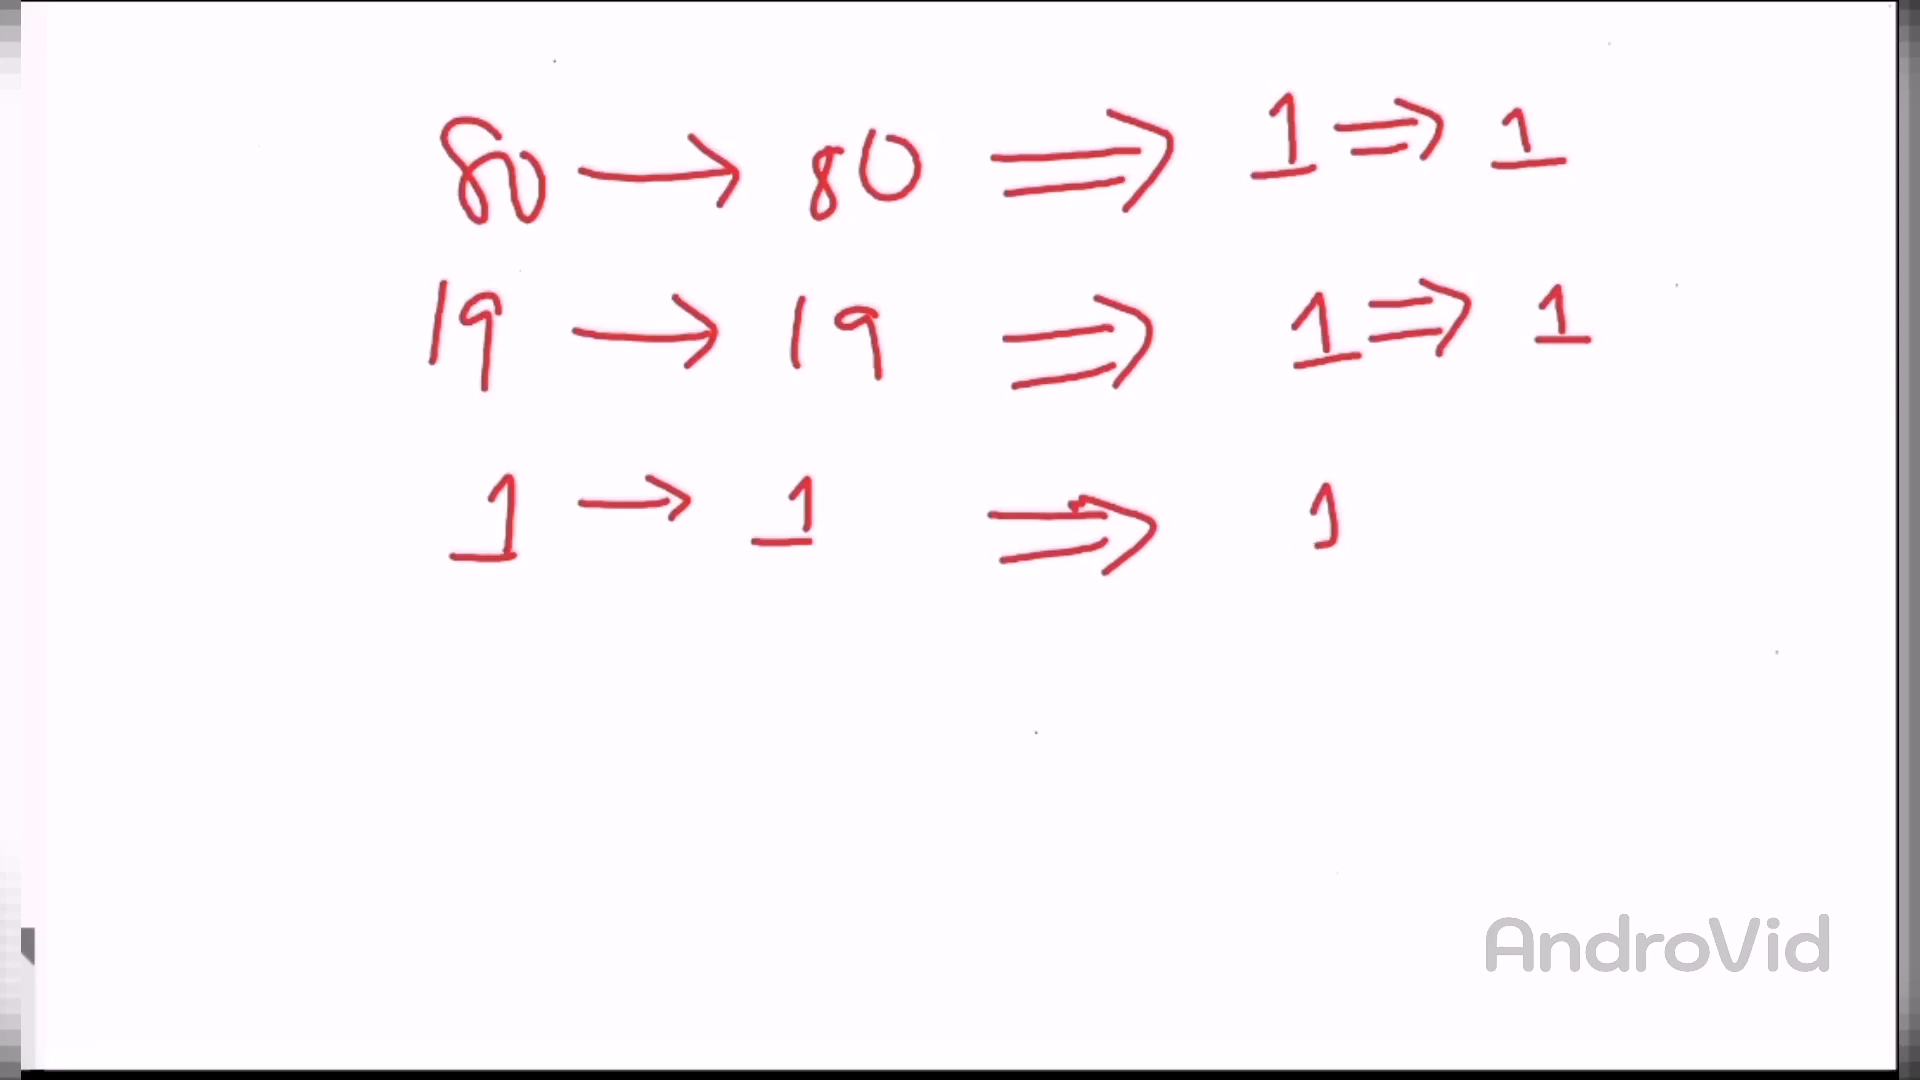 80 → 80 ⇒ 1 ⇒ 1
19 → 19 ⇒ 1 ⇒ 1
1 → 1 ⇒ 1
AndroVid